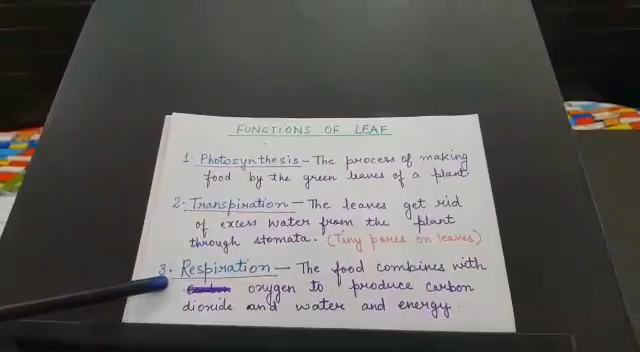 FUNCTIONS OF LEAF
1. Photosynthesis - The process of making
food by the green leaves of a plant
2. Transpiration - The leaves get rid
of excess water from the plant
through stomata. (Tiny pores on leaves)
3. Respiration - The food combines with
oxygen to produce carbon
dioxide and water and energy.